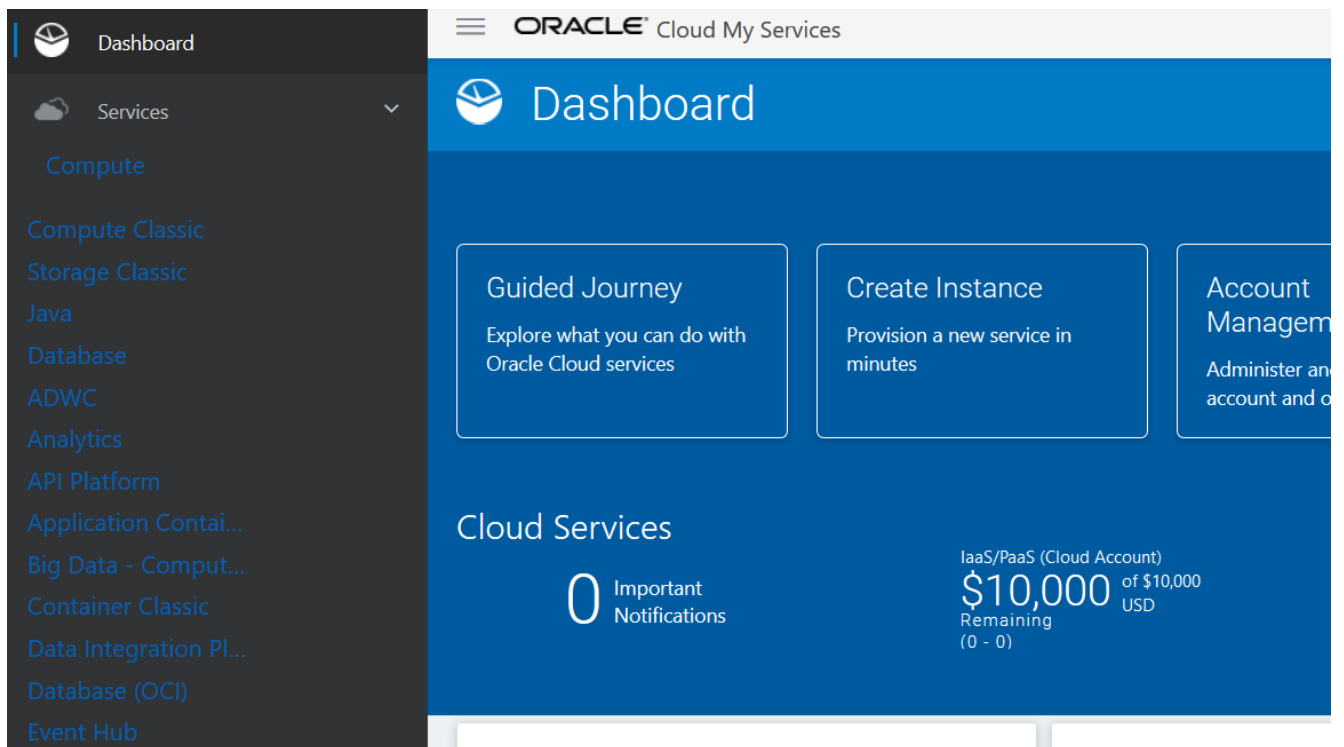 Dashboard
Services
Compute
Compute Classic
Storage Classic
Java
Database
ADWC
Analytics
API Platform
Application Contai...
Big Data - Comput...
Container Classic
Data Integration Pl...
Database (OCI)
Event Hub
ORACLE® Cloud My Services
Dashboard
Guided Journey
Explore what you can do with
Oracle Cloud services
Create Instance
Provision a new service in
minutes
Account
Managem
Administer an
account and o
Cloud Services
0 Important
Notifications
IaaS/PaaS (Cloud Account)
$10,000 of $10,000
USD
Remaining
(0 - 0)